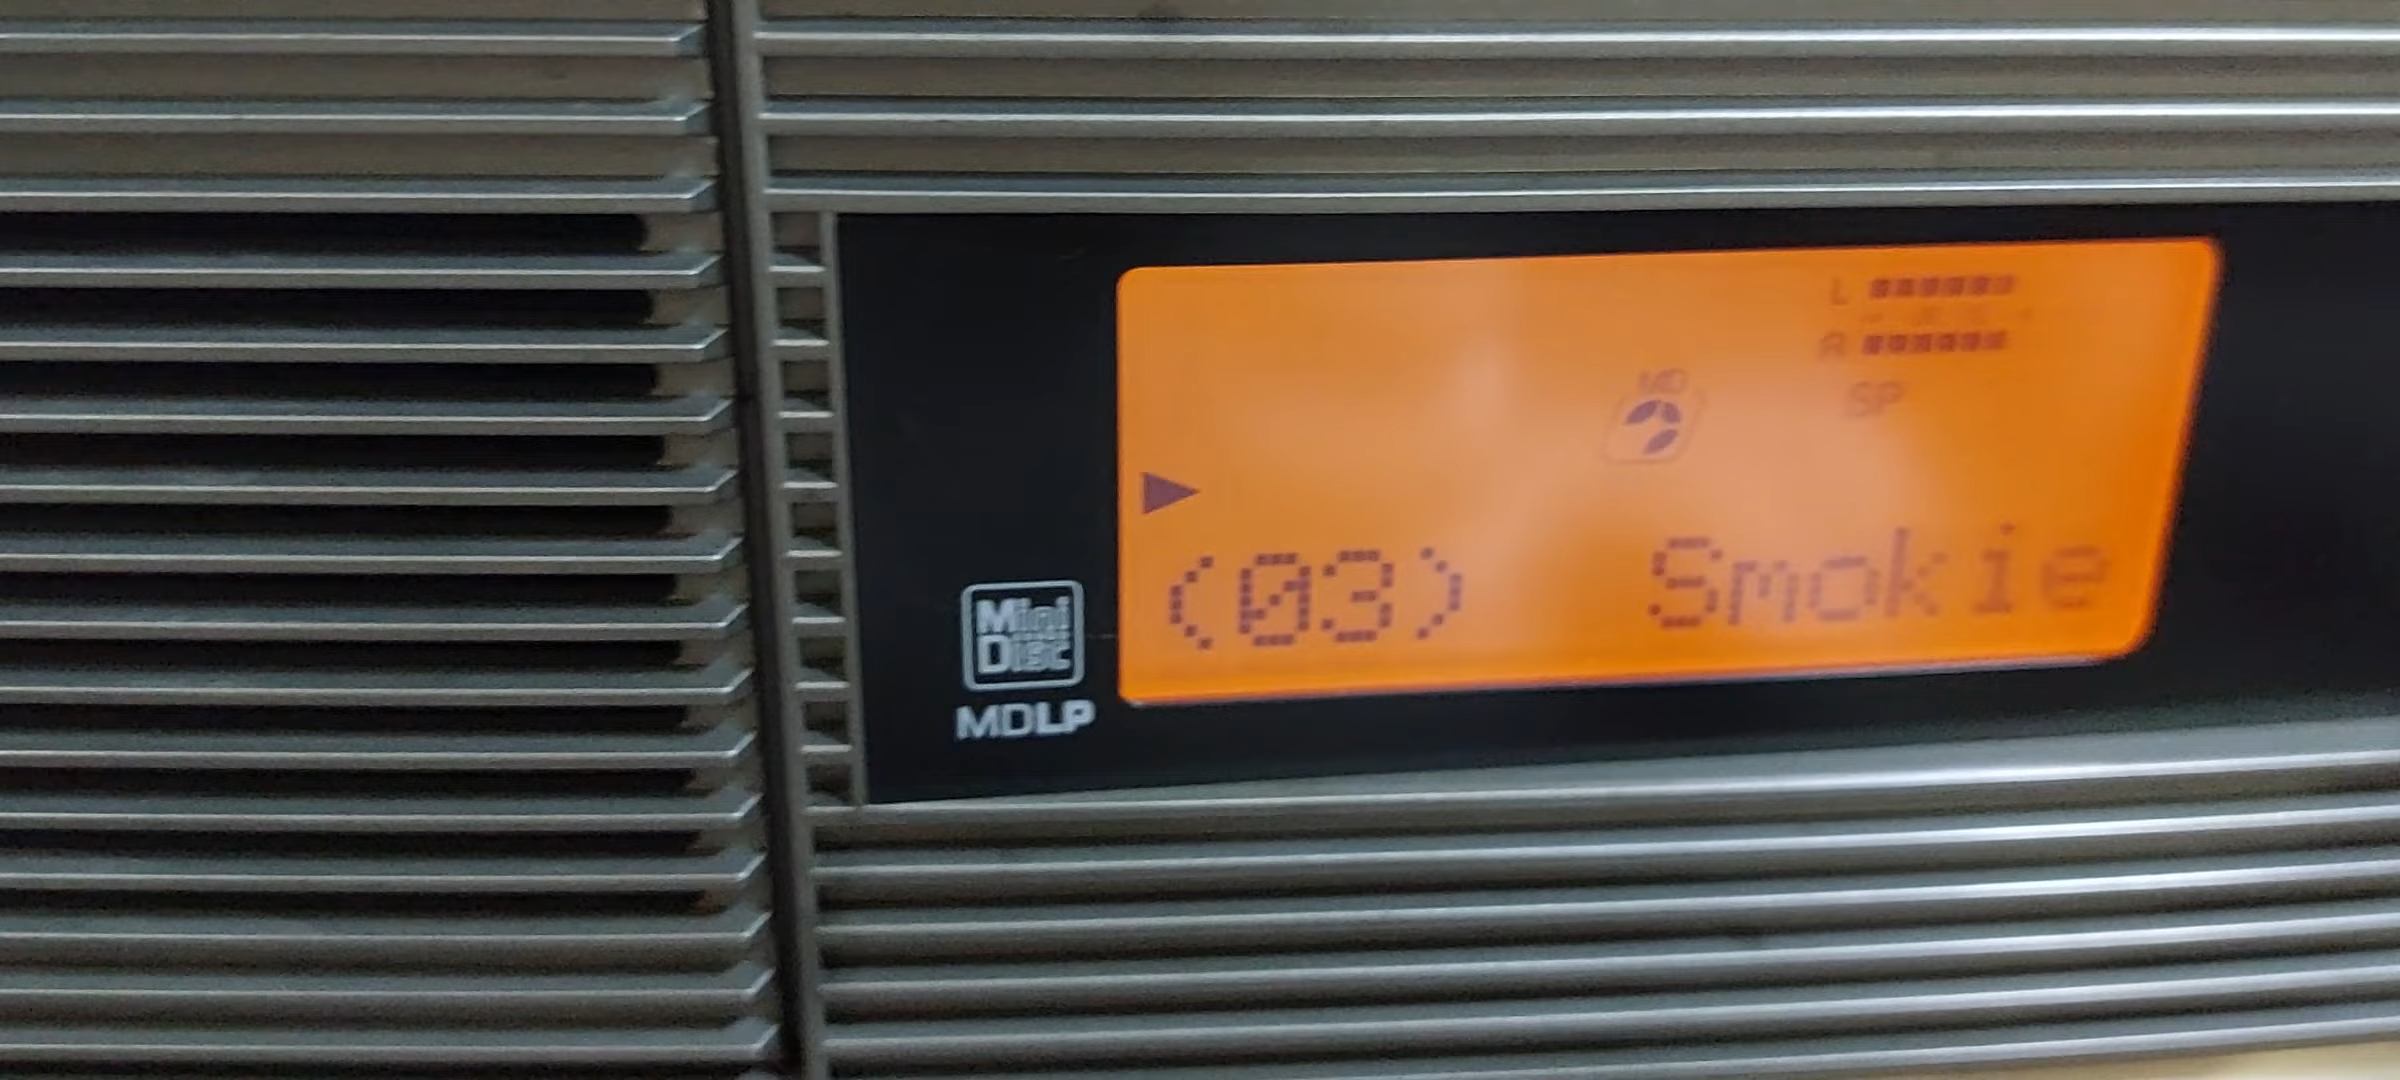 L
R
MD
SP
(03) Smokie
Mini
Disc
MDLP